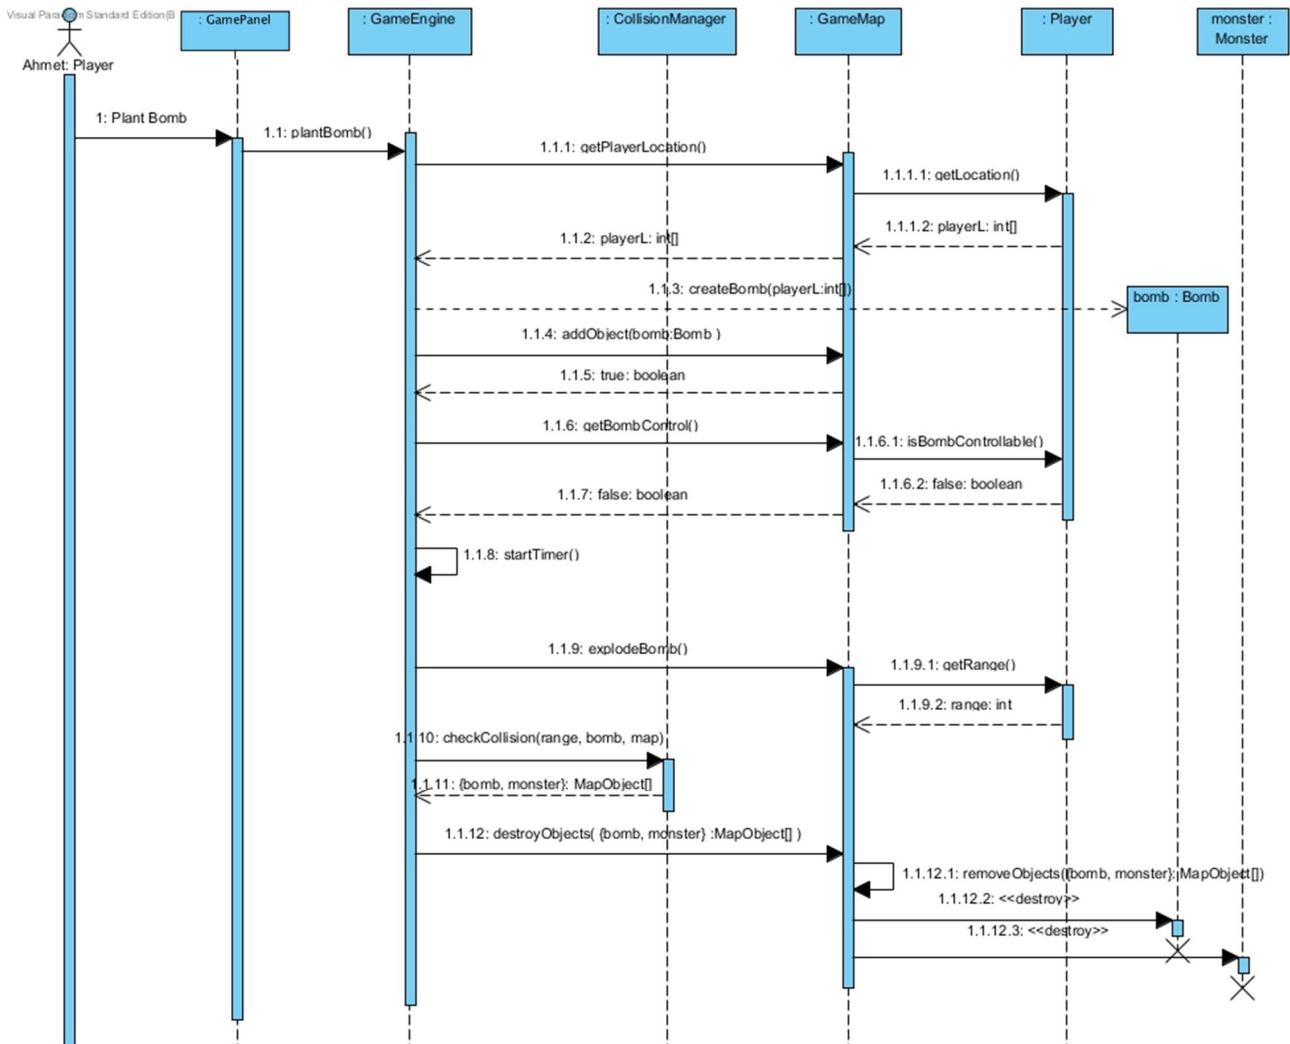 Visual Paradigm Standard Edition(B
: GamePanel
: GameEngine
: CollisionManager
: GameMap
: Player
monster :
Monster
Ahmet: Player
1: Plant Bomb
1.1: plantBomb()
1.1.1: getPlayerLocation()
1.1.1.1: getLocation()
1.1.1.2: playerL: int[]
1.1.2: playerL: int[]
1.1.3: createBomb(playerL:int[])
bomb : Bomb
1.1.4: addObject(bomb:Bomb )
1.1.5: true: boolean
1.1.6: getBombControl()
1.1.6.1: isBombControllable()
1.1.6.2: false: boolean
1.1.7: false: boolean
1.1.8: startTimer()
1.1.9: explodeBomb()
1.1.9.1: getRange()
1.1.9.2: range: int
1.1.10: checkCollision(range, bomb, map)
1.1.11: {bomb, monster}: MapObject[]
1.1.12: destroyObjects( {bomb, monster} :MapObject[] )
1.1.12.1: removeObjects({bomb, monster}: MapObject[])
1.1.12.2: <<destroy>>
1.1.12.3: <<destroy>>